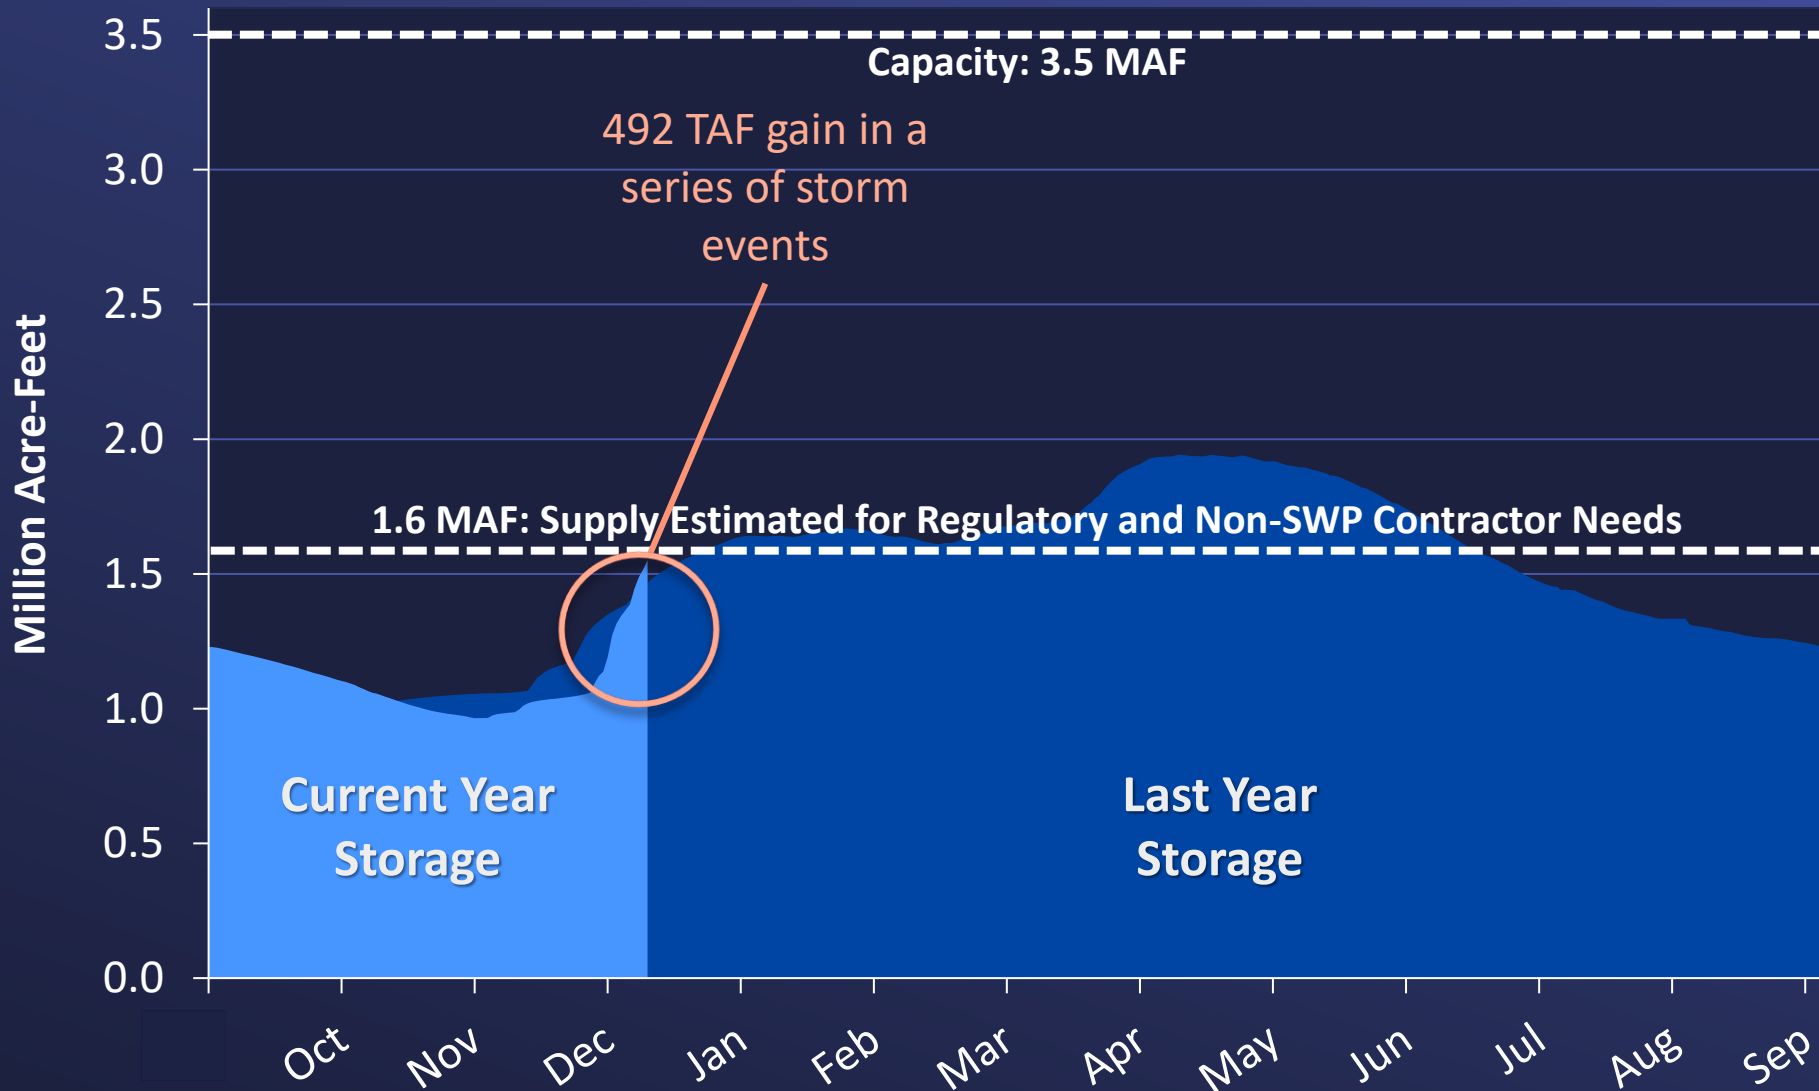 3.5
Capacity: 3.5 MAF
492 TAF gain in a
series of storm
events
3.0
2.5
2.0
1.6 MAF: Supply Estimated for Regulatory and Non-SWP Contractor Needs
1.5
1.0
0.5
0.0
Million Acre-Feet
Current Year
Storage
Last Year
Storage
Oct Nov Dec Jan Feb Mar Apr May Jun Jul Aug Sep